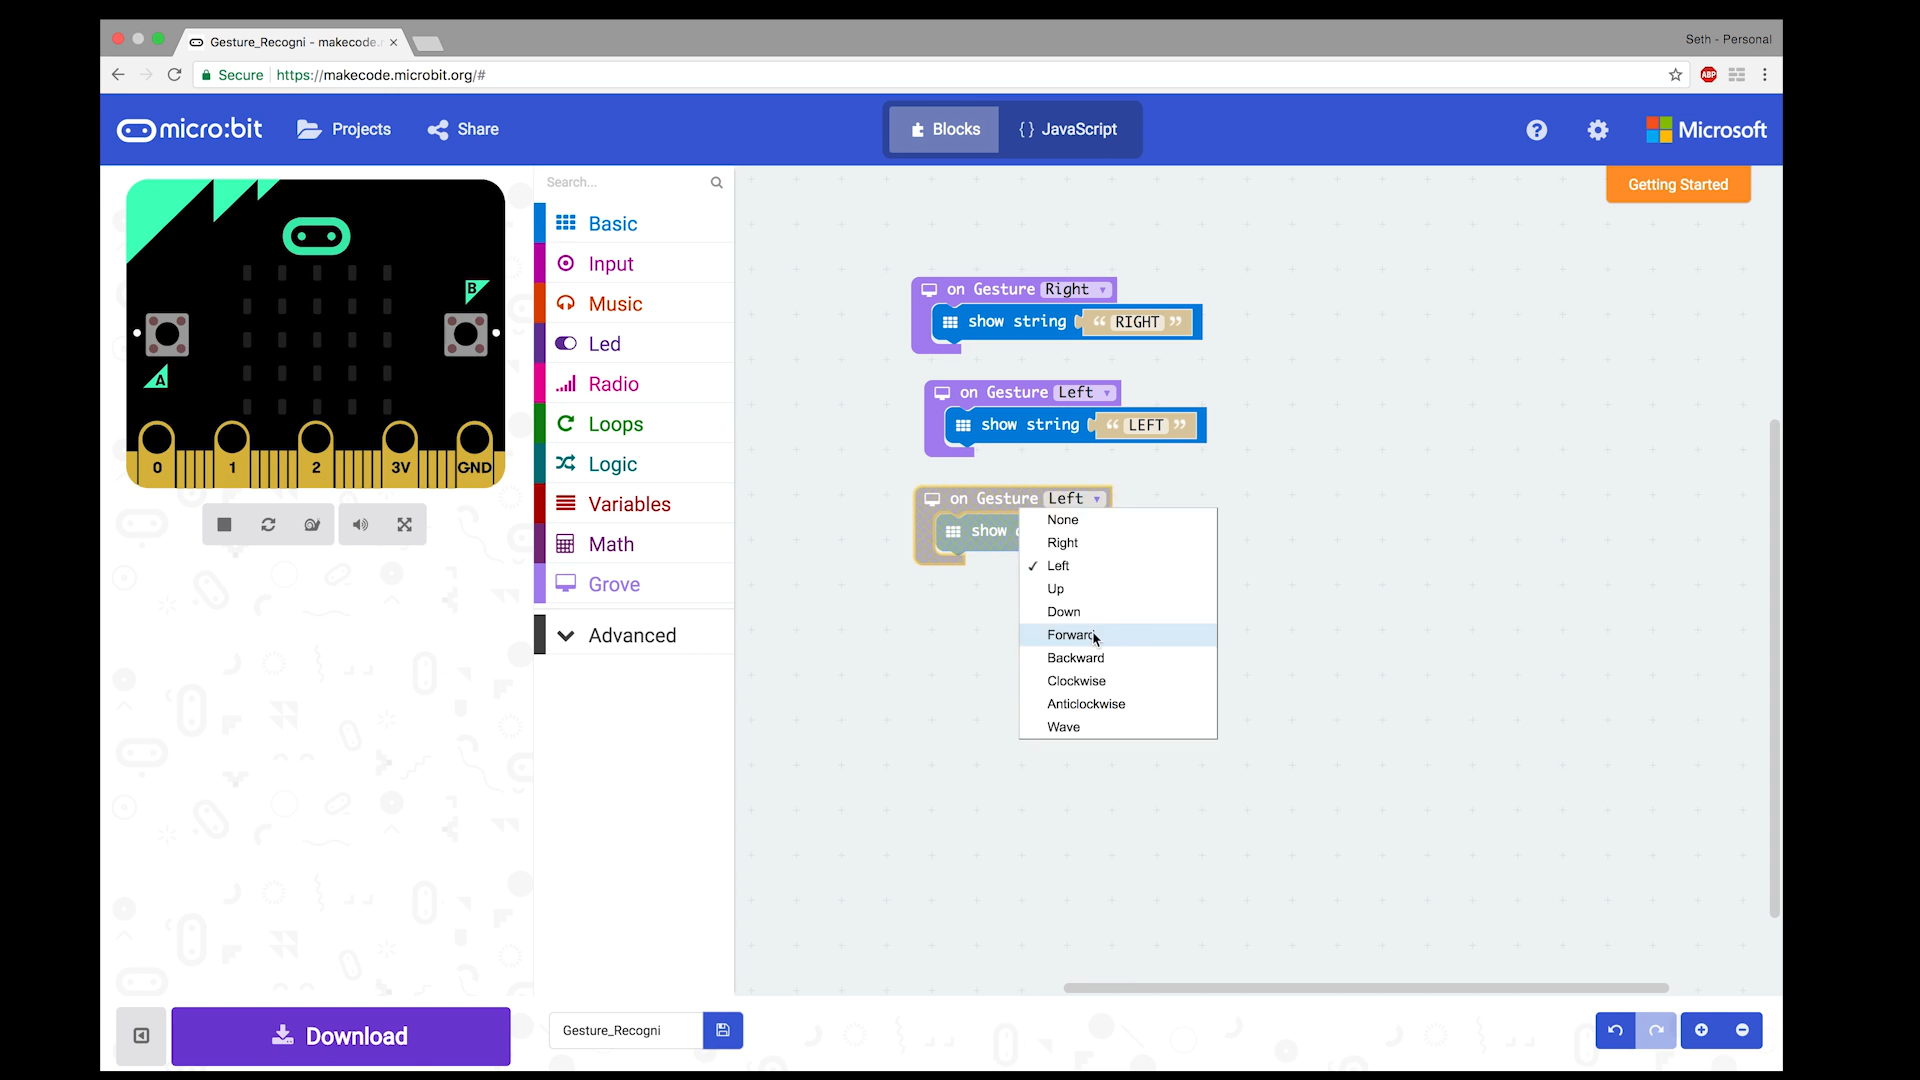 Gesture_Recogni - makecode.
Seth - Personal
Secure https://makecode.microbit.org/#
ABP
micro:bit Projects Share
Blocks {} JavaScript
? Microsoft
Getting Started
Search...
Basic
Input
Music
Led
Radio
Loops
Logic
Variables
Math
Grove
Advanced
B
A
0 1 2 3V GND
on Gesture Right
show string “ RIGHT ”
on Gesture Left
show string “ LEFT ”
on Gesture Left
show
None
Right
✓ Left
Up
Down
Forward
Backward
Clockwise
Anticlockwise
Wave
Download
Gesture_Recogni